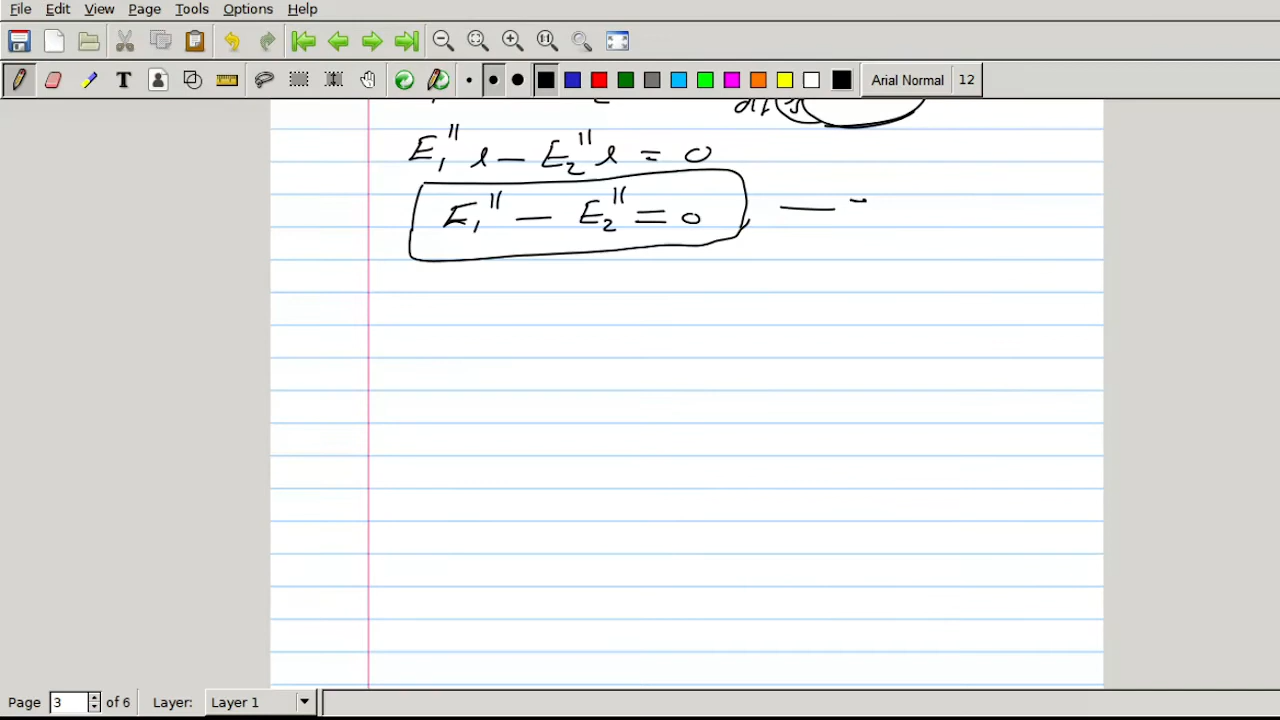 File Edit View Page Tools Options Help
T Arial Normal 12
E₁" l — E₂" l = 0
E₁" — E₂" = 0 —
Page 3 of 6 Layer: Layer 1